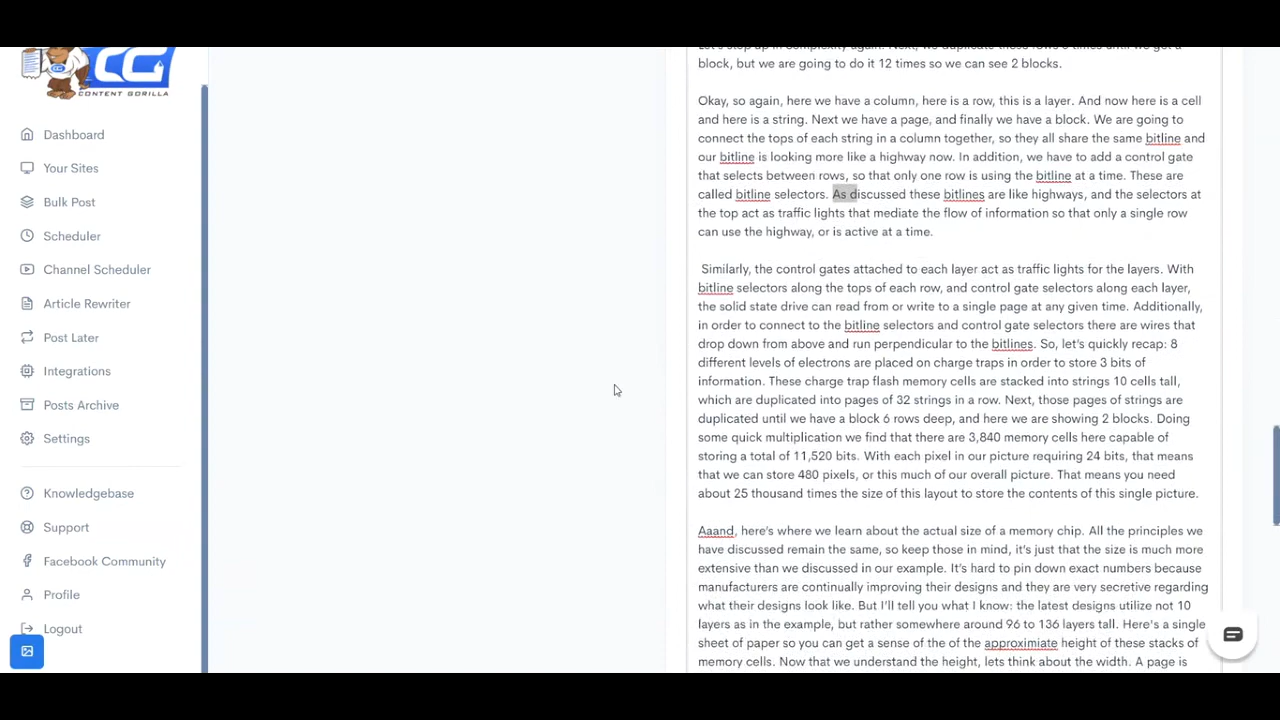 CG
CONTENT GORILLA
Dashboard
Your Sites
Bulk Post
Scheduler
Channel Scheduler
Article Rewriter
Post Later
Integrations
Posts Archive
Settings
Knowledgebase
Support
Facebook Community
Profile
Logout
block, but we are going to do it 12 times so we can see 2 blocks.
Okay, so again, here we have a column, here is a row, this is a layer. And now here is a cell
and here is a string. Next we have a page, and finally we have a block. We are going to
connect the tops of each string in a column together, so they all share the same bitline and
our bitline is looking more like a highway now. In addition, we have to add a control gate
that selects between rows, so that only one row is using the bitline at a time. These are
called bitline selectors. As discussed these bitlines are like highways, and the selectors at
the top act as traffic lights that mediate the flow of information so that only a single row
can use the highway, or is active at a time.
Similarly, the control gates attached to each layer act as traffic lights for the layers. With
bitline selectors along the tops of each row, and control gate selectors along each layer,
the solid state drive can read from or write to a single page at any given time. Additionally,
in order to connect to the bitline selectors and control gate selectors there are wires that
drop down from above and run perpendicular to the bitlines. So, let's quickly recap: 8
different levels of electrons are placed on charge traps in order to store 3 bits of
information. These charge trap flash memory cells are stacked into strings 10 cells tall,
which are duplicated into pages of 32 strings in a row. Next, those pages of strings are
duplicated until we have a block 6 rows deep, and here we are showing 2 blocks. Doing
some quick multiplication we find that there are 3,840 memory cells here capable of
storing a total of 11,520 bits. With each pixel in our picture requiring 24 bits, that means
that we can store 480 pixels, or this much of our overall picture. That means you need
about 25 thousand times the size of this layout to store the contents of this single picture.
Aaand, here's where we learn about the actual size of a memory chip. All the principles we
have discussed remain the same, so keep those in mind, it's just that the size is much more
extensive than we discussed in our example. It's hard to pin down exact numbers because
manufacturers are continually improving their designs and they are very secretive regarding
what their designs look like. But I'll tell you what I know: the latest designs utilize not 10
layers as in the example, but rather somewhere around 96 to 136 layers tall. Here's a single
sheet of paper so you can get a sense of the of the approximiate height of these stacks of
memory cells. Now that we understand the height, lets think about the width. A page is